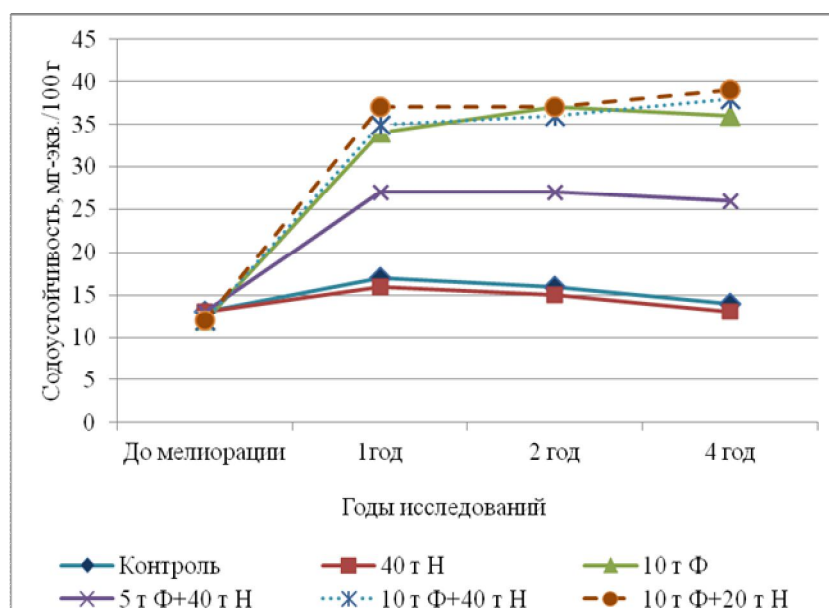 Содоустойчивость, мг-экв./100 г
45
40
35
30
25
20
15
10
5
0
До мелиорации 1год 2 год 4 год
Годы исследований
Контроль 40 т Н 10 т Ф
5 т Ф+40 т Н 10 т Ф+40 т Н 10 т Ф+20 т Н